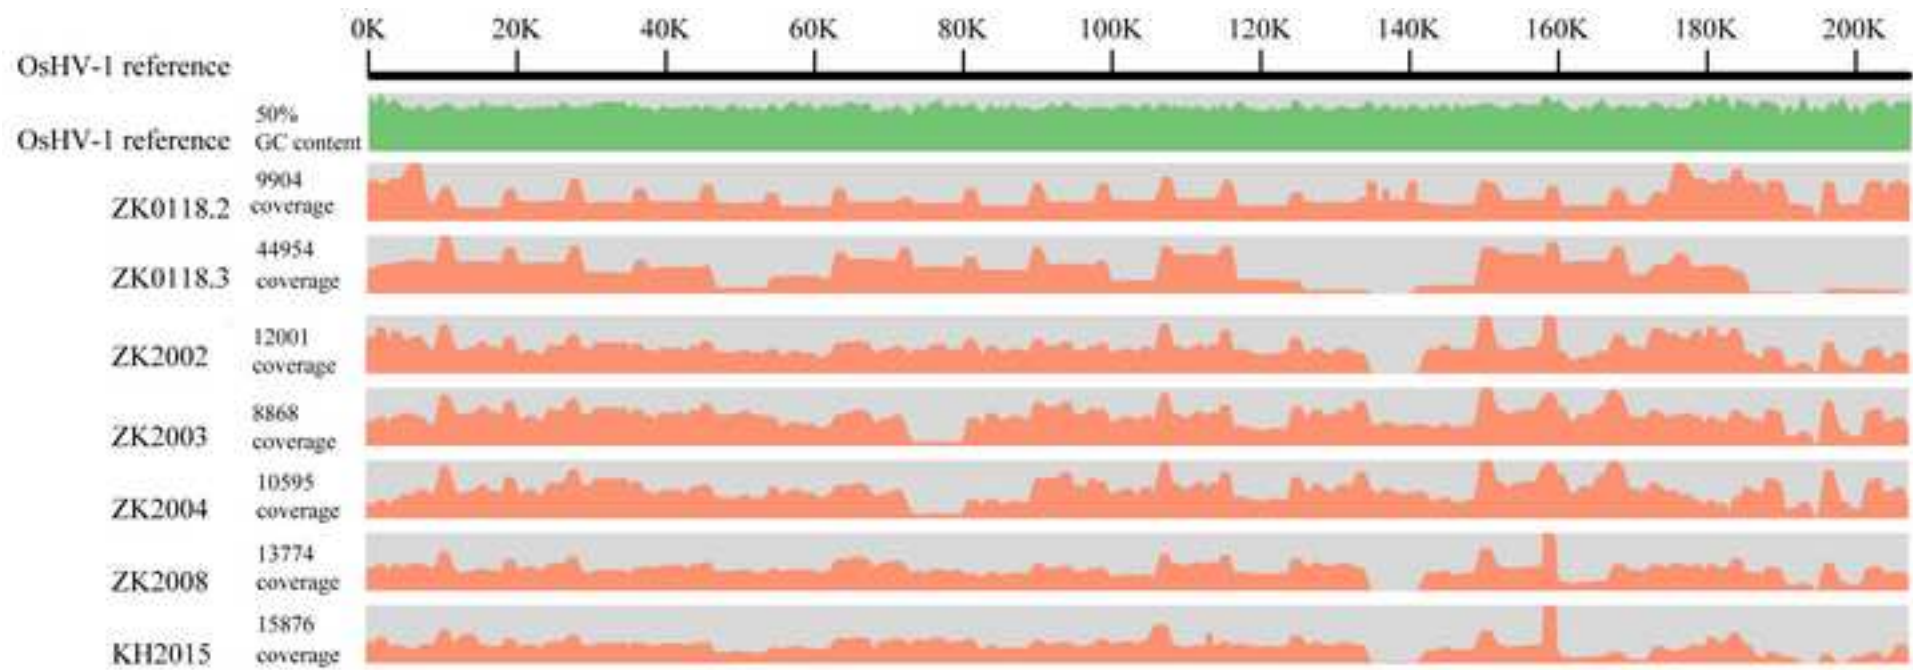 0K 20K 40K 60K 80K 100K 120K 140K 160K 180K 200K
OsHV-1 reference
50%
OsHV-1 reference GC content
9904
ZK0118.2 coverage
44954
ZK0118.3 coverage
12001
ZK2002 coverage
8868
ZK2003 coverage
10595
ZK2004 coverage
13774
ZK2008 coverage
15876
KH2015 coverage